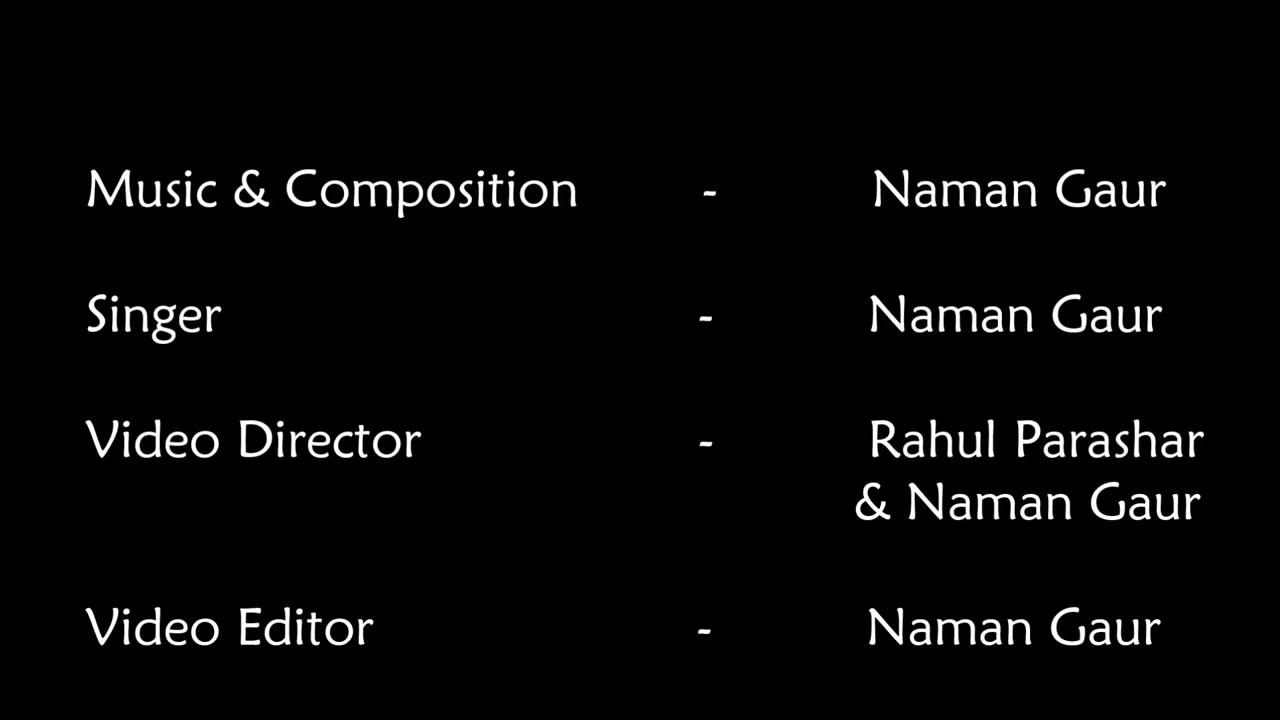 Music & Composition - Naman Gaur
Singer - Naman Gaur
Video Director - Rahul Parashar
& Naman Gaur
Video Editor - Naman Gaur